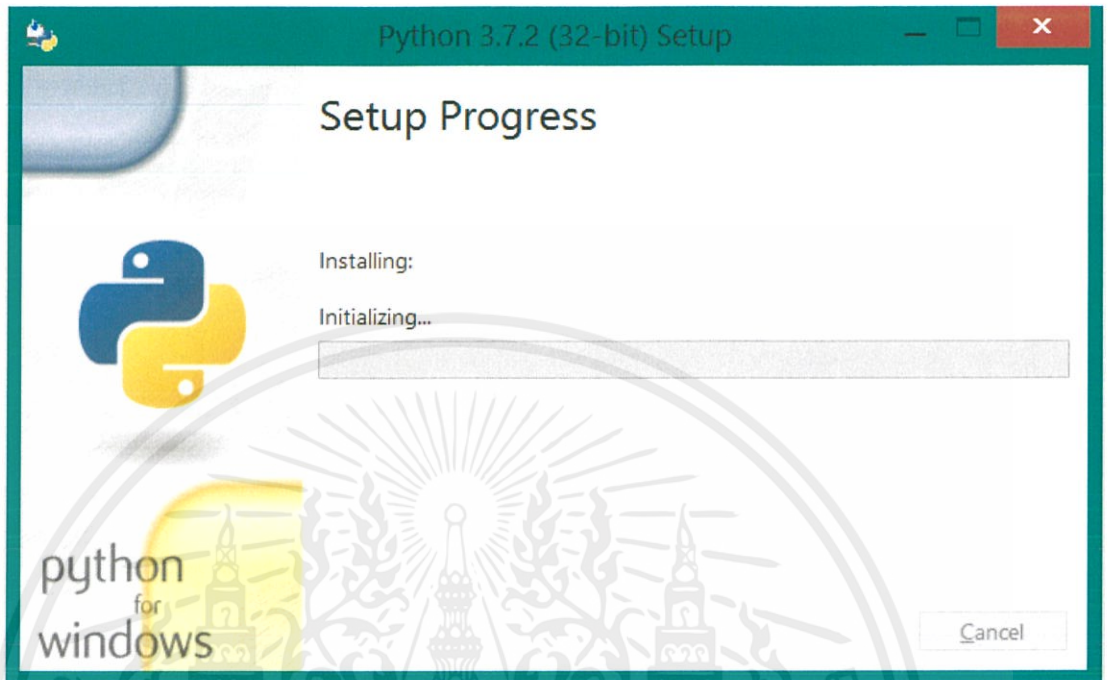 Python 3.7.2 (32-bit) Setup
Setup Progress
Installing:
Initializing...
python
for
windows
Cancel